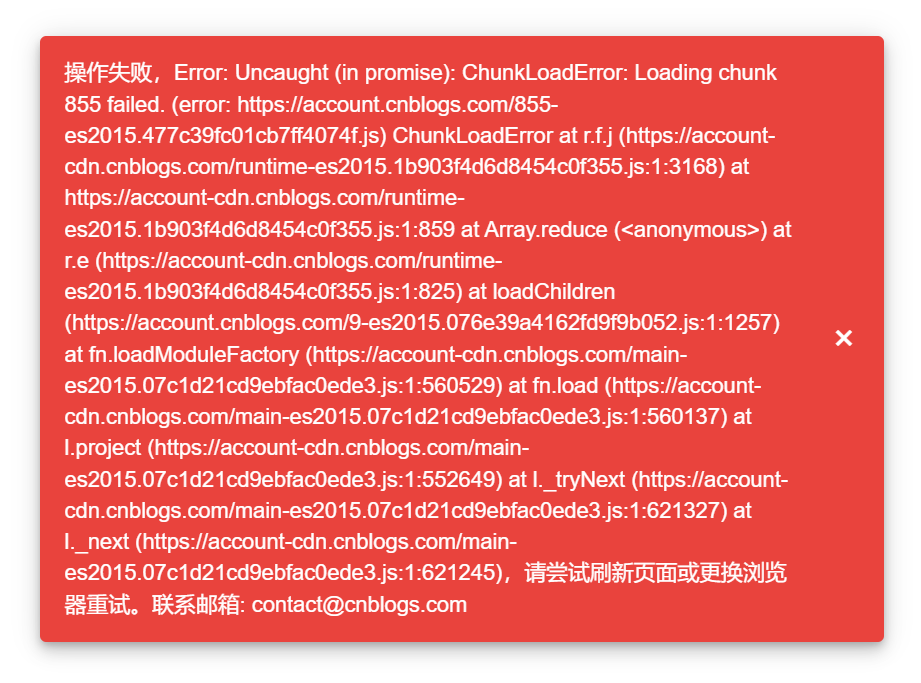 操作失败，Error: Uncaught (in promise): ChunkLoadError: Loading chunk
855 failed. (error: https://account.cnblogs.com/855-
es2015.477c39fc01cb7ff4074f.js) ChunkLoadError at r.f.j (https://account-
cdn.cnblogs.com/runtime-es2015.1b903f4d6d8454c0f355.js:1:3168) at
https://account-cdn.cnblogs.com/runtime-
es2015.1b903f4d6d8454c0f355.js:1:859 at Array.reduce (<anonymous>) at
r.e (https://account-cdn.cnblogs.com/runtime-
es2015.1b903f4d6d8454c0f355.js:1:825) at loadChildren
(https://account.cnblogs.com/9-es2015.076e39a4162fd9f9b052.js:1:1257)
at fn.loadModuleFactory (https://account-cdn.cnblogs.com/main-
es2015.07c1d21cd9ebfac0ede3.js:1:560529) at fn.load (https://account-
cdn.cnblogs.com/main-es2015.07c1d21cd9ebfac0ede3.js:1:560137) at
l.project (https://account-cdn.cnblogs.com/main-
es2015.07c1d21cd9ebfac0ede3.js:1:552649) at l._tryNext (https://account-
cdn.cnblogs.com/main-es2015.07c1d21cd9ebfac0ede3.js:1:621327) at
l._next (https://account-cdn.cnblogs.com/main-
es2015.07c1d21cd9ebfac0ede3.js:1:621245)，请尝试刷新页面或更换浏览
器重试。联系邮箱: contact@cnblogs.com